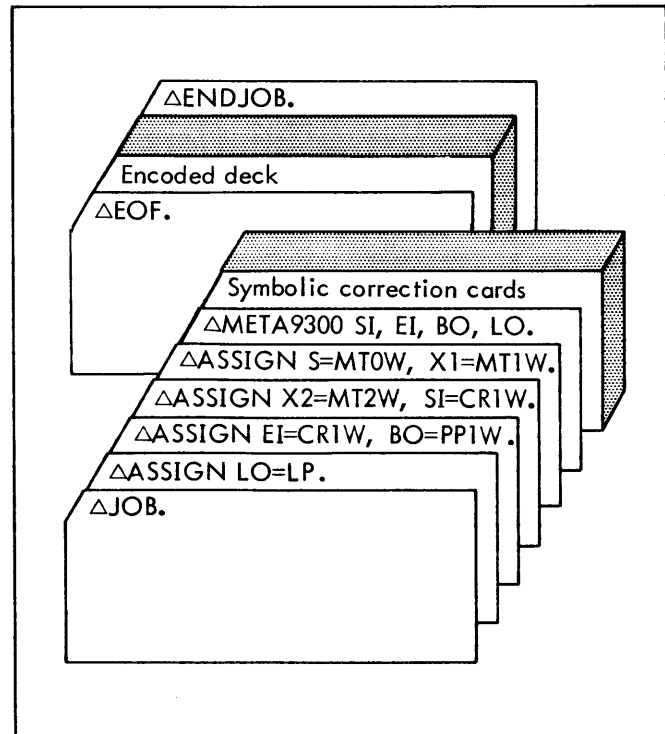 △ENDJOB.
Encoded deck
△EOF.
Symbolic correction cards
△META9300 SI, EI, BO, LO.
△ASSIGN S=MT0W, X1=MT1W.
△ASSIGN X2=MT2W, SI=CR1W.
△ASSIGN EI=CR1W, BO=PP1W.
△ASSIGN LO=LP.
△JOB.